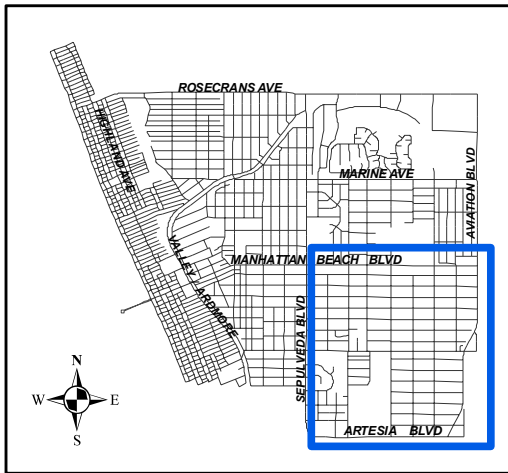 ROSECRANS AVE
HIGHLAND AVE
MARINE AVE
AVIATION BLVD
VALLEY / ARDMORE
MANHATTAN BEACH BLVD
SEPULVEDA BLVD
ARTESIA BLVD
N
W E
S